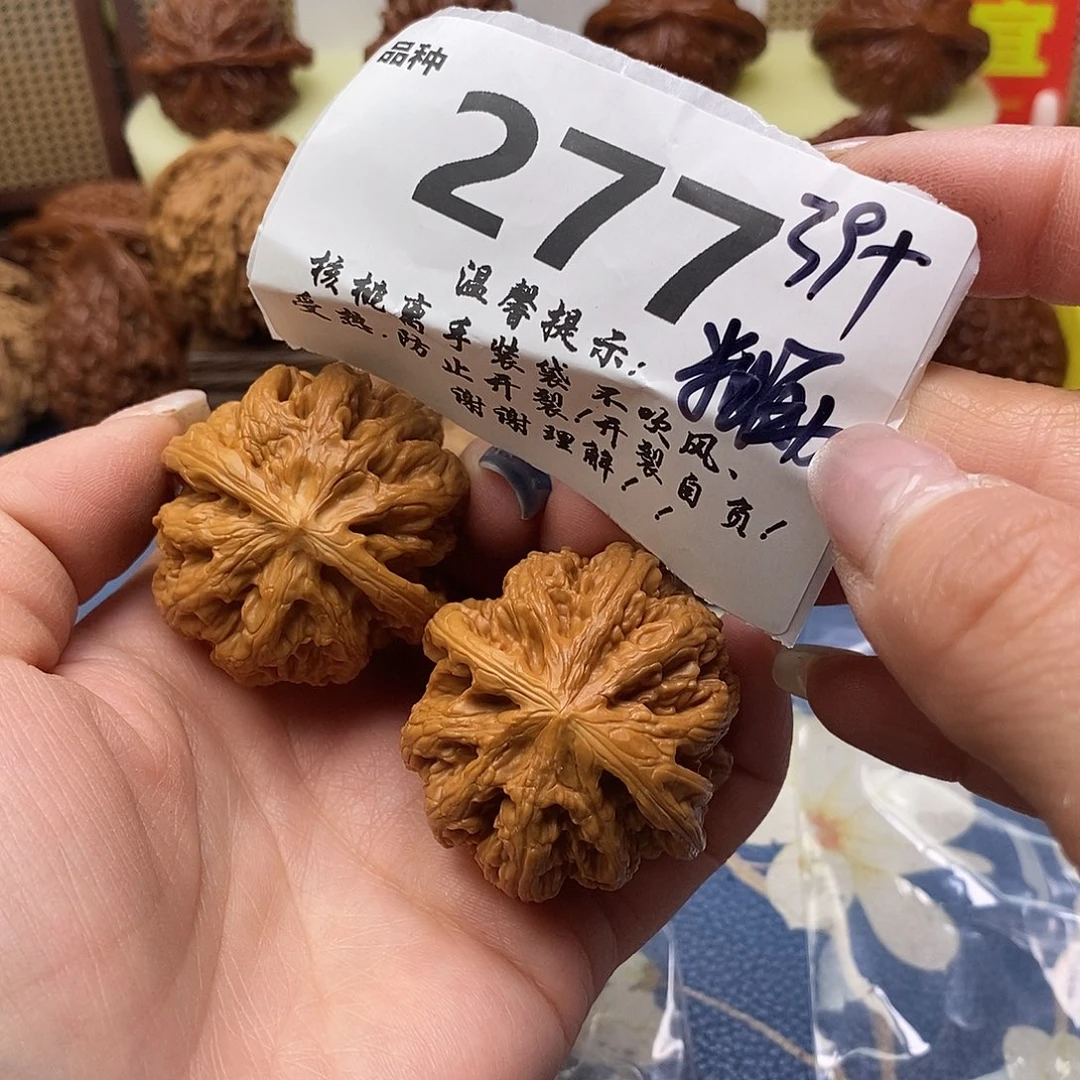 品种
277
39+
温馨提示:
核桃离手装袋不吹风、
受热.防止开裂!开裂自负!
谢谢理解!!
宣